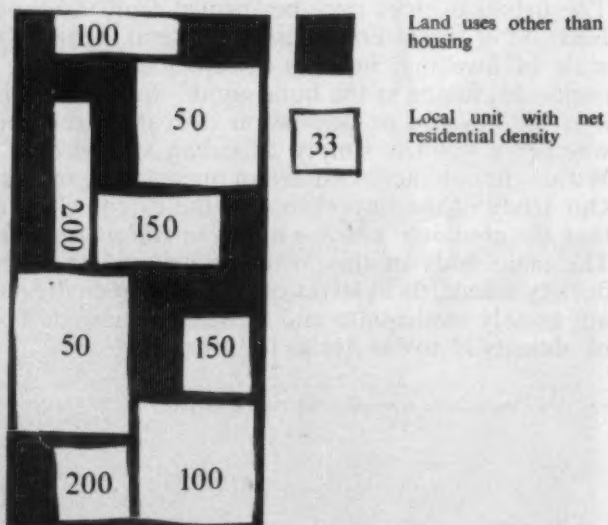 100
Land uses other than
housing
50
33
Local unit with net
residential density
200
150
50
150
200
100